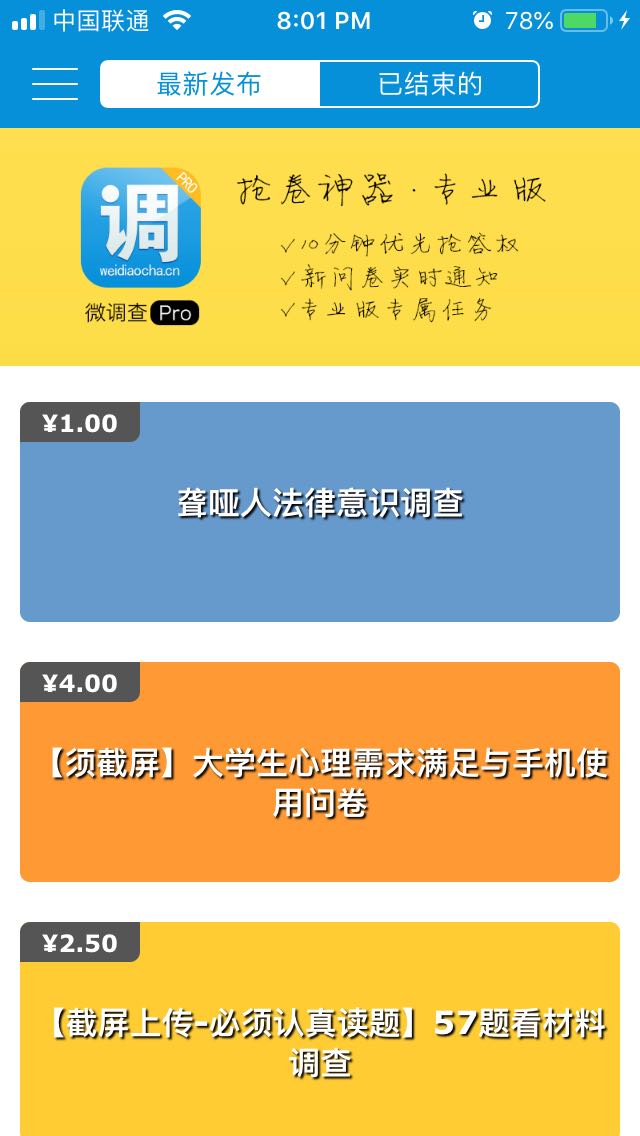 中国联通 8:01 PM 78%
最新发布 已结束的
调
PRO
weidiaocha.cn
微调查 Pro
抢卷神器·专业版
✓10分钟优先抢答权
✓新问卷实时通知
✓专业版专属任务
¥1.00
聋哑人法律意识调查
¥4.00
【须截屏】大学生心理需求满足与手机使
用问卷
¥2.50
【截屏上传-必须认真读题】57题看材料
调查